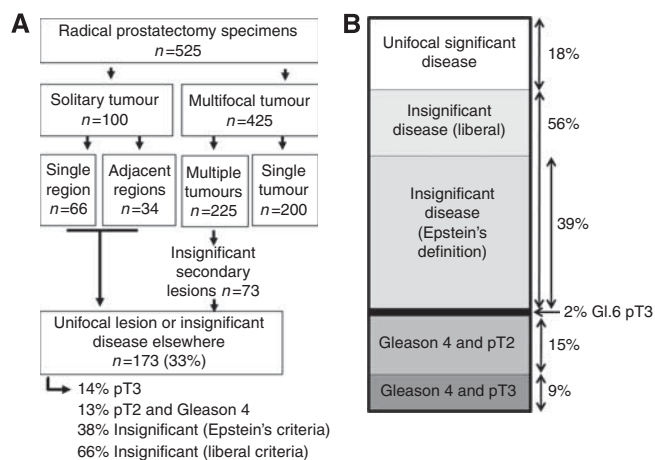 A
Radical prostatectomy specimens
n=525
Solitary tumour
n=100
Multifocal tumour
n=425
Single
region
n=66
Adjacent
regions
n=34
Multiple
tumours
n=225
Single
tumour
n=200
Insignificant
secondary
lesions n=73
Unifocal lesion or insignificant
disease elsewhere
n=173 (33%)
14% pT3
13% pT2 and Gleason 4
38% Insignificant (Epstein's criteria)
66% Insignificant (liberal criteria)
B
Unifocal significant
disease
18%
Insignificant
disease (liberal)
56%
Insignificant
disease
(Epstein's
definition)
39%
2% Gl.6 pT3
Gleason 4 and pT2
15%
Gleason 4 and pT3
9%